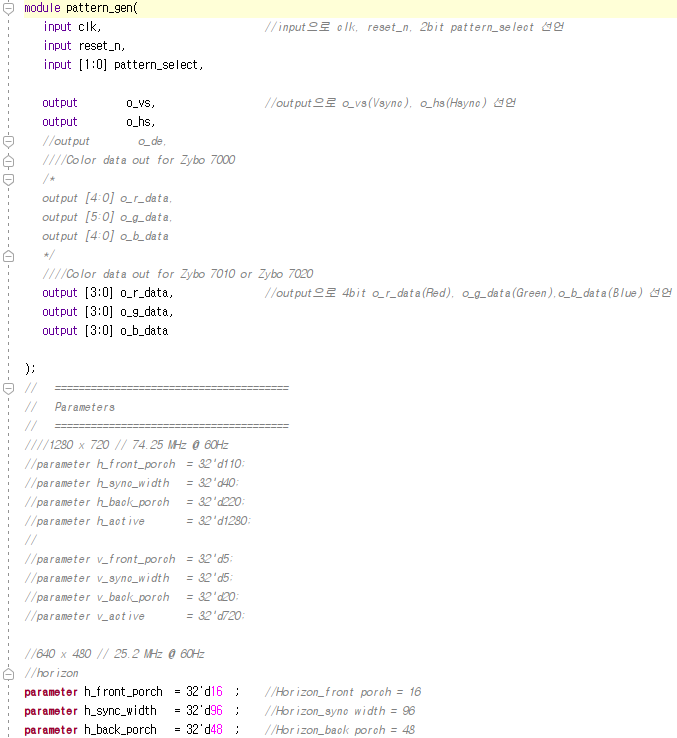 module pattern_gen(
input clk, //input으로 clk, reset_n, 2bit pattern_select 선언
input reset_n,
input [1:0] pattern_select,
output o_vs, //output으로 o_vs(Vsync), o_hs(Hsync) 선언
output o_hs,
//output o_de,
////Color data out for Zybo 7000
/*
output [4:0] o_r_data,
output [5:0] o_g_data,
output [4:0] o_b_data
*/
////Color data out for Zybo 7010 or Zybo 7020
output [3:0] o_r_data, //output으로 4bit o_r_data(Red), o_g_data(Green),o_b_data(Blue) 선언
output [3:0] o_g_data,
output [3:0] o_b_data
);
// =======================================
// Parameters
// =======================================
////1280 x 720 // 74.25 MHz @ 60Hz
//parameter h_front_porch = 32'd110;
//parameter h_sync_width = 32'd40;
//parameter h_back_porch = 32'd220;
//parameter h_active = 32'd1280;
//
//parameter v_front_porch = 32'd5;
//parameter v_sync_width = 32'd5;
//parameter v_back_porch = 32'd20;
//parameter v_active = 32'd720;
//640 x 480 // 25.2 MHz @ 60Hz
//horizon
parameter h_front_porch = 32'd16 ; //Horizon_front porch = 16
parameter h_sync_width = 32'd96 ; //Horizon_sync width = 96
parameter h_back_porch = 32'd48 ; //Horizon_back porch = 48